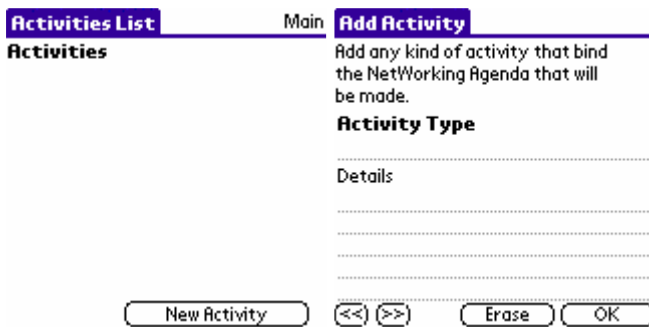 Activities List
Main
Activities
New Activity
Add Activity
Add any kind of activity that bind
the NetWorking Agenda that will
be made.
Activity Type
Details
<< >> Erase OK